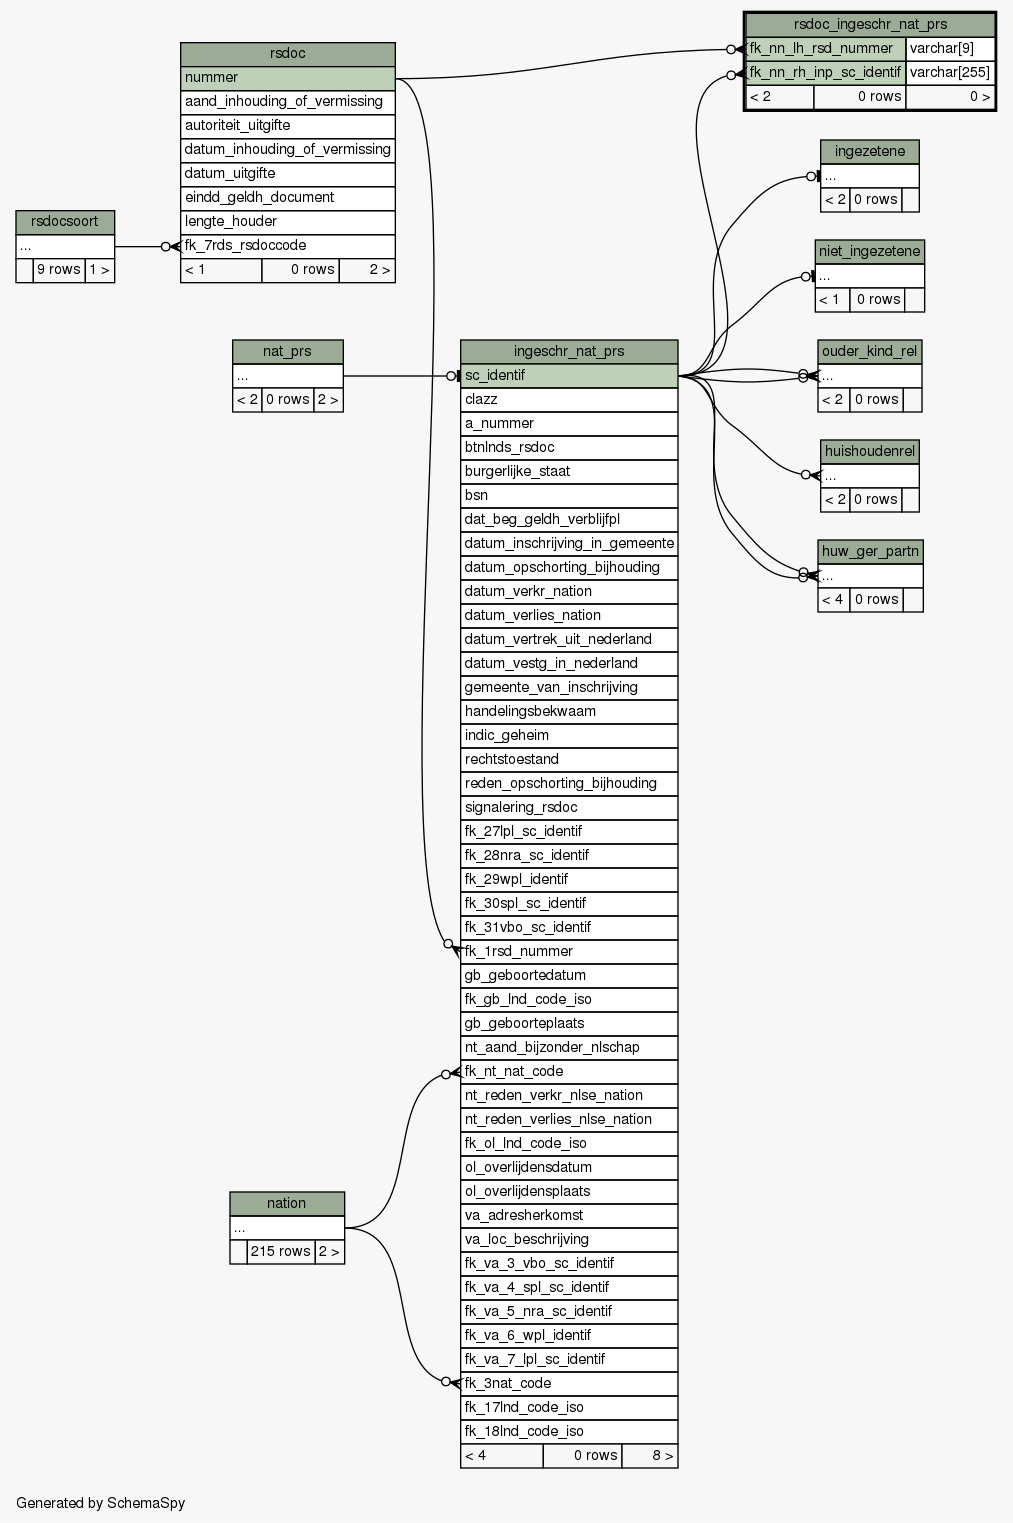 rsdoc_ingeschr_nat_prs
fk_nn_lh_rsd_nummer varchar[9]
fk_nn_rh_inp_sc_identif varchar[255]
< 2 0 rows 0 >
rsdoc
nummer
aand_inhouding_of_vermissing
autoriteit_uitgifte
datum_inhouding_of_vermissing
datum_uitgifte
eindd_geldh_document
lengte_houder
fk_7rds_rsdoccode
< 1 0 rows 2 >
rsdocsoort
...
9 rows 1 >
ingezetene
...
< 2 0 rows
niet_ingezetene
...
< 1 0 rows
ouder_kind_rel
...
< 2 0 rows
huishoudenrel
...
< 2 0 rows
huw_ger_partn
...
< 4 0 rows
nat_prs
...
< 2 0 rows 2 >
ingeschr_nat_prs
sc_identif
clazz
a_nummer
btnlnds_rsdoc
burgerlijke_staat
bsn
dat_beg_geldh_verblijfpl
datum_inschrijving_in_gemeente
datum_opschorting_bijhouding
datum_verkr_nation
datum_verlies_nation
datum_vertrek_uit_nederland
datum_vestg_in_nederland
gemeente_van_inschrijving
handelingsbekwaam
indic_geheim
rechtstoestand
reden_opschorting_bijhouding
signalering_rsdoc
fk_27lpl_sc_identif
fk_28nra_sc_identif
fk_29wpl_identif
fk_30spl_sc_identif
fk_31vbo_sc_identif
fk_1rsd_nummer
gb_geboortedatum
fk_gb_lnd_code_iso
gb_geboorteplaats
nt_aand_bijzonder_nlschap
fk_nt_nat_code
nt_reden_verkr_nlse_nation
nt_reden_verlies_nlse_nation
fk_ol_lnd_code_iso
ol_overlijdensdatum
ol_overlijdensplaats
va_adresherkomst
va_loc_beschrijving
fk_va_3_vbo_sc_identif
fk_va_4_spl_sc_identif
fk_va_5_nra_sc_identif
fk_va_6_wpl_identif
fk_va_7_lpl_sc_identif
fk_3nat_code
fk_17lnd_code_iso
fk_18lnd_code_iso
< 4 0 rows 8 >
nation
...
215 rows 2 >
Generated by SchemaSpy